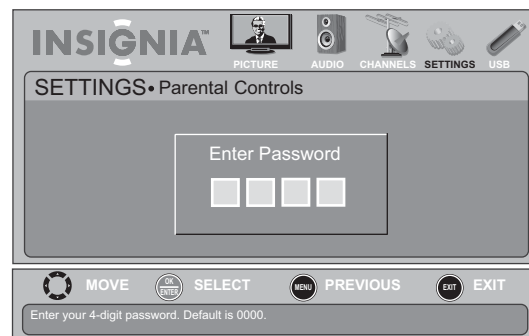 INSIGNIA™
PICTURE AUDIO CHANNELS SETTINGS USB
SETTINGS• Parental Controls
Enter Password
MOVE OK ENTER SELECT MENU PREVIOUS EXIT EXIT
Enter your 4-digit password. Default is 0000.